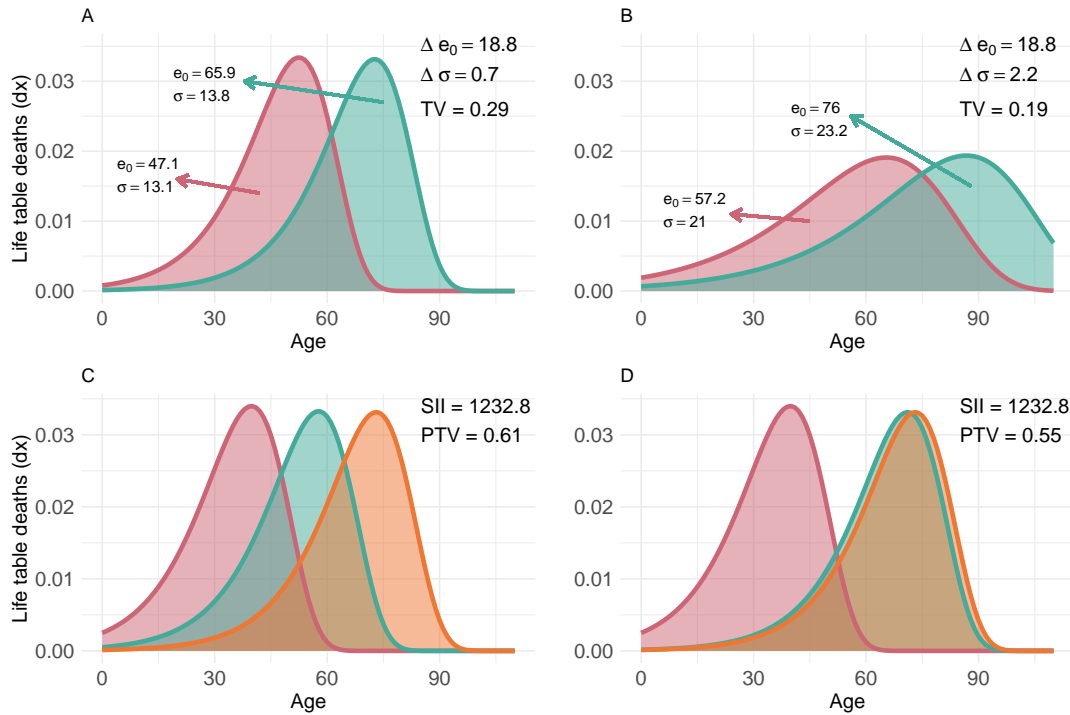 A
Δ e₀ = 18.8
Δ σ = 0.7
TV = 0.29
e₀ = 65.9
σ = 13.8
e₀ = 47.1
σ = 13.1
Life table deaths (dx)
0.03
0.02
0.01
0.00
0 30 60 90
Age
B
Δ e₀ = 18.8
Δ σ = 2.2
TV = 0.19
e₀ = 76
σ = 23.2
e₀ = 57.2
σ = 21
0.03
0.02
0.01
0.00
0 30 60 90
Age
C
SII = 1232.8
PTV = 0.61
Life table deaths (dx)
0.03
0.02
0.01
0.00
0 30 60 90
Age
D
SII = 1232.8
PTV = 0.55
0.03
0.02
0.01
0.00
0 30 60 90
Age